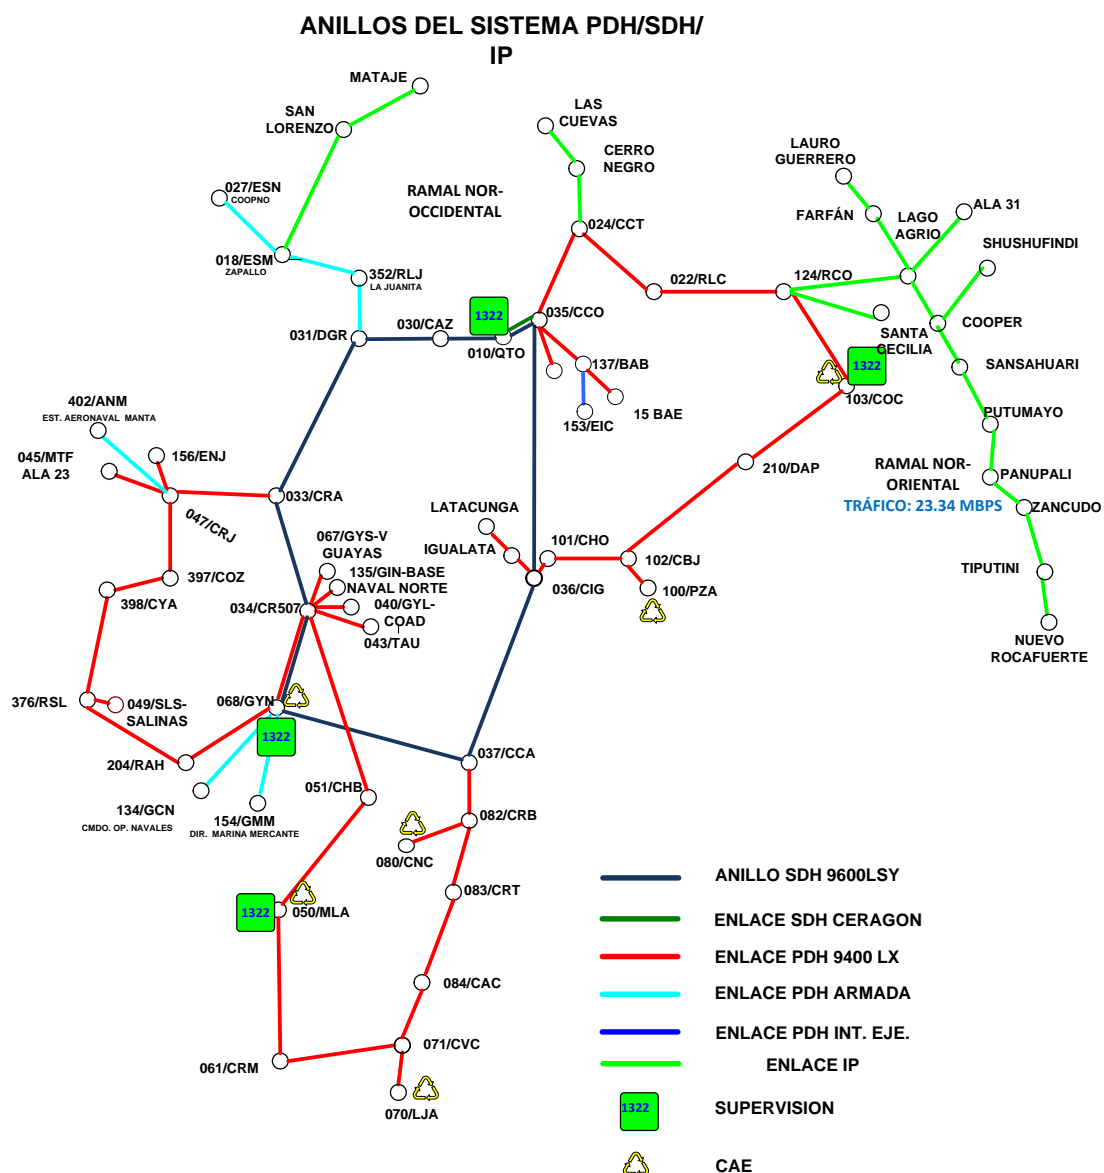 ANILLOS DEL SISTEMA PDH/SDH/
IP
MATAJE
SAN
LORENZO
LAS
CUEVAS
CERRO
NEGRO
LAURO
GUERRERO
027/ESN
COOPNO
RAMAL NOR-
OCCIDENTAL
024/CCT
FARFÁN
LAGO
AGRIO
ALA 31
SHUSHUFINDI
018/ESM
ZAPALLO
352/RLJ
LA JUANITA
022/RLC
124/RCO
1322
035/CCO
031/DGR
030/CAZ
010/QTO
SANTA
CECILIA
COOPER
137/BAB
1322
103/COC
SANSAHUARI
402/ANM
EST. AERONAVAL MANTA
153/EIC
15 BAE
PUTUMAYO
045/MTF
ALA 23
156/ENJ
210/DAP
RAMAL NOR-
ORIENTAL
TRÁFICO: 23.34 MBPS
PANUPALI
ZANCUDO
033/CRA
047/CRJ
LATACUNGA
067/GYS-V
GUAYAS
IGUALATA
101/CHO
102/CBJ
135/GIN-BASE
NAVAL NORTE
397/COZ
398/CYA
036/CIG
100/PZA
TIPUTINI
034/CR507
040/GYL-
COAD
043/TAU
NUEVO
ROCAFUERTE
376/RSL
049/SLS-
SALINAS
068/GYN
1322
204/RAH
037/CCA
051/CHB
134/GCN
CMDO. OP. NAVALES
154/GMM
DIR. MARINA MERCANTE
082/CRB
080/CNC
083/CRT
1322
050/MLA
084/CAC
071/CVC
061/CRM
070/LJA
ANILLO SDH 9600LSY
ENLACE SDH CERAGON
ENLACE PDH 9400 LX
ENLACE PDH ARMADA
ENLACE PDH INT. EJE.
ENLACE IP
1322
SUPERVISION
CAE